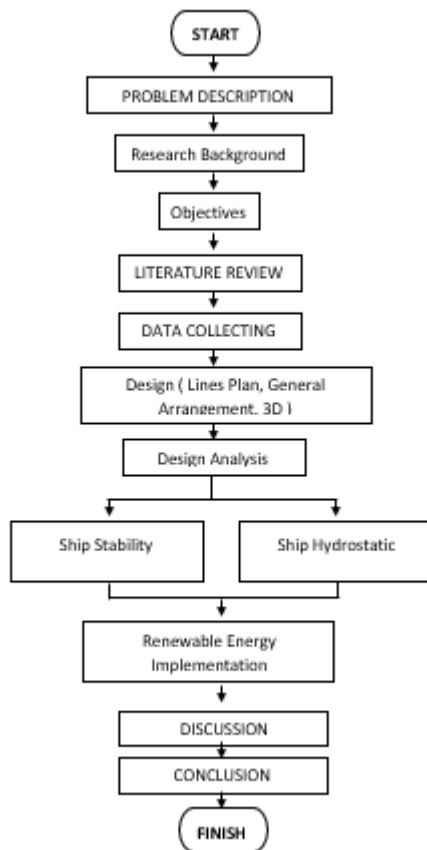 START
PROBLEM DESCRIPTION
Research Background
Objectives
LITERATURE REVIEW
DATA COLLECTING
Design ( Lines Plan, General
Arrangement, 3D )
Design Analysis
Ship Stability
Ship Hydrostatic
Renewable Energy
Implementation
DISCUSSION
CONCLUSION
FINISH